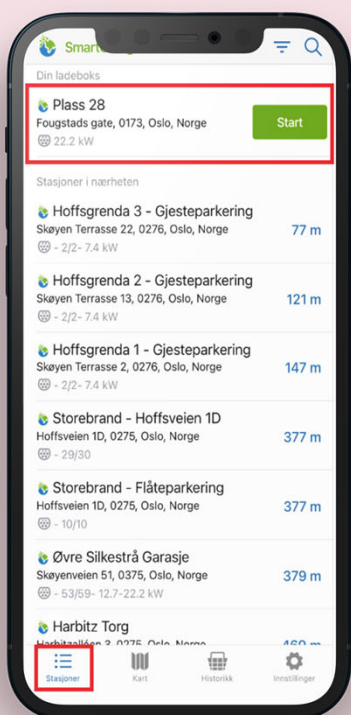 Din ladeboks
Plass 28
Fougstads gate, 0173, Oslo, Norge
22.2 kW
Start
Stasjoner i nærheten
Hoffsgrenda 3 - Gjesteparkering
Skøyen Terrasse 22, 0276, Oslo, Norge
77 m
- 2/2- 7.4 kW
Hoffsgrenda 2 - Gjesteparkering
Skøyen Terrasse 13, 0276, Oslo, Norge
121 m
- 2/2- 7.4 kW
Hoffsgrenda 1 - Gjesteparkering
Skøyen Terrasse 2, 0276, Oslo, Norge
147 m
- 2/2- 7.4 kW
Storebrand - Hoffsveien 1D
Hoffsveien 1D, 0275, Oslo, Norge
377 m
- 29/30
Storebrand - Flåteparkering
Hoffsveien 1D, 0275, Oslo, Norge
377 m
- 10/10
Øvre Silkestrå Garasje
Skøyenveien 51, 0375, Oslo, Norge
379 m
- 53/59- 12.7-22.2 kW
Harbitz Torg
Stasjoner
Kart
Historikk
Innstillinger